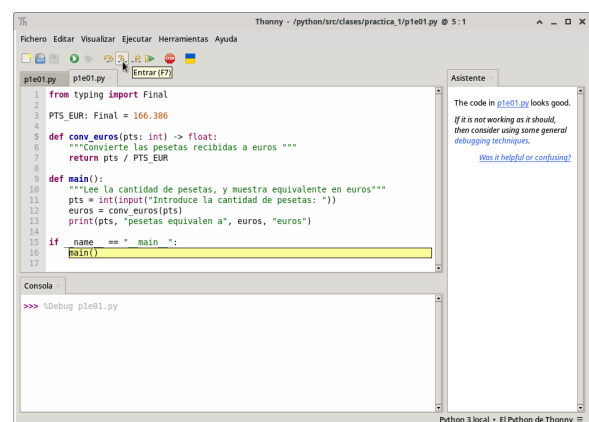 Thonny - /python/src/clases/practica_1/p1e01.py @ 5 : 1
Fichero Editar Visualizar Ejecutar Herramientas Ayuda
STOP
Entrar (F7)
p1e01.py
p1e01.py
1 from typing import Final
2
3 PTS_EUR: Final = 166.386
4
5 def conv_euros(pts: int) -> float:
6 """Convierte las pesetas recibidas a euros """
7 return pts / PTS_EUR
8
9 def main():
10 """Lee la cantidad de pesetas, y muestra equivalente en euros"""
11 pts = int(input("Introduce la cantidad de pesetas: "))
12 euros = conv_euros(pts)
13 print(pts, "pesetas equivalen a", euros, "euros")
14
15 if __name__ == "__main__":
16 main()
17
Asistente
The code in p1e01.py looks good.
If it is not working as it should,
then consider using some general
debugging techniques.
Was it helpful or confusing?
Consola
>>> %Debug p1e01.py
Python 3 local • El Python de Thonny ≡